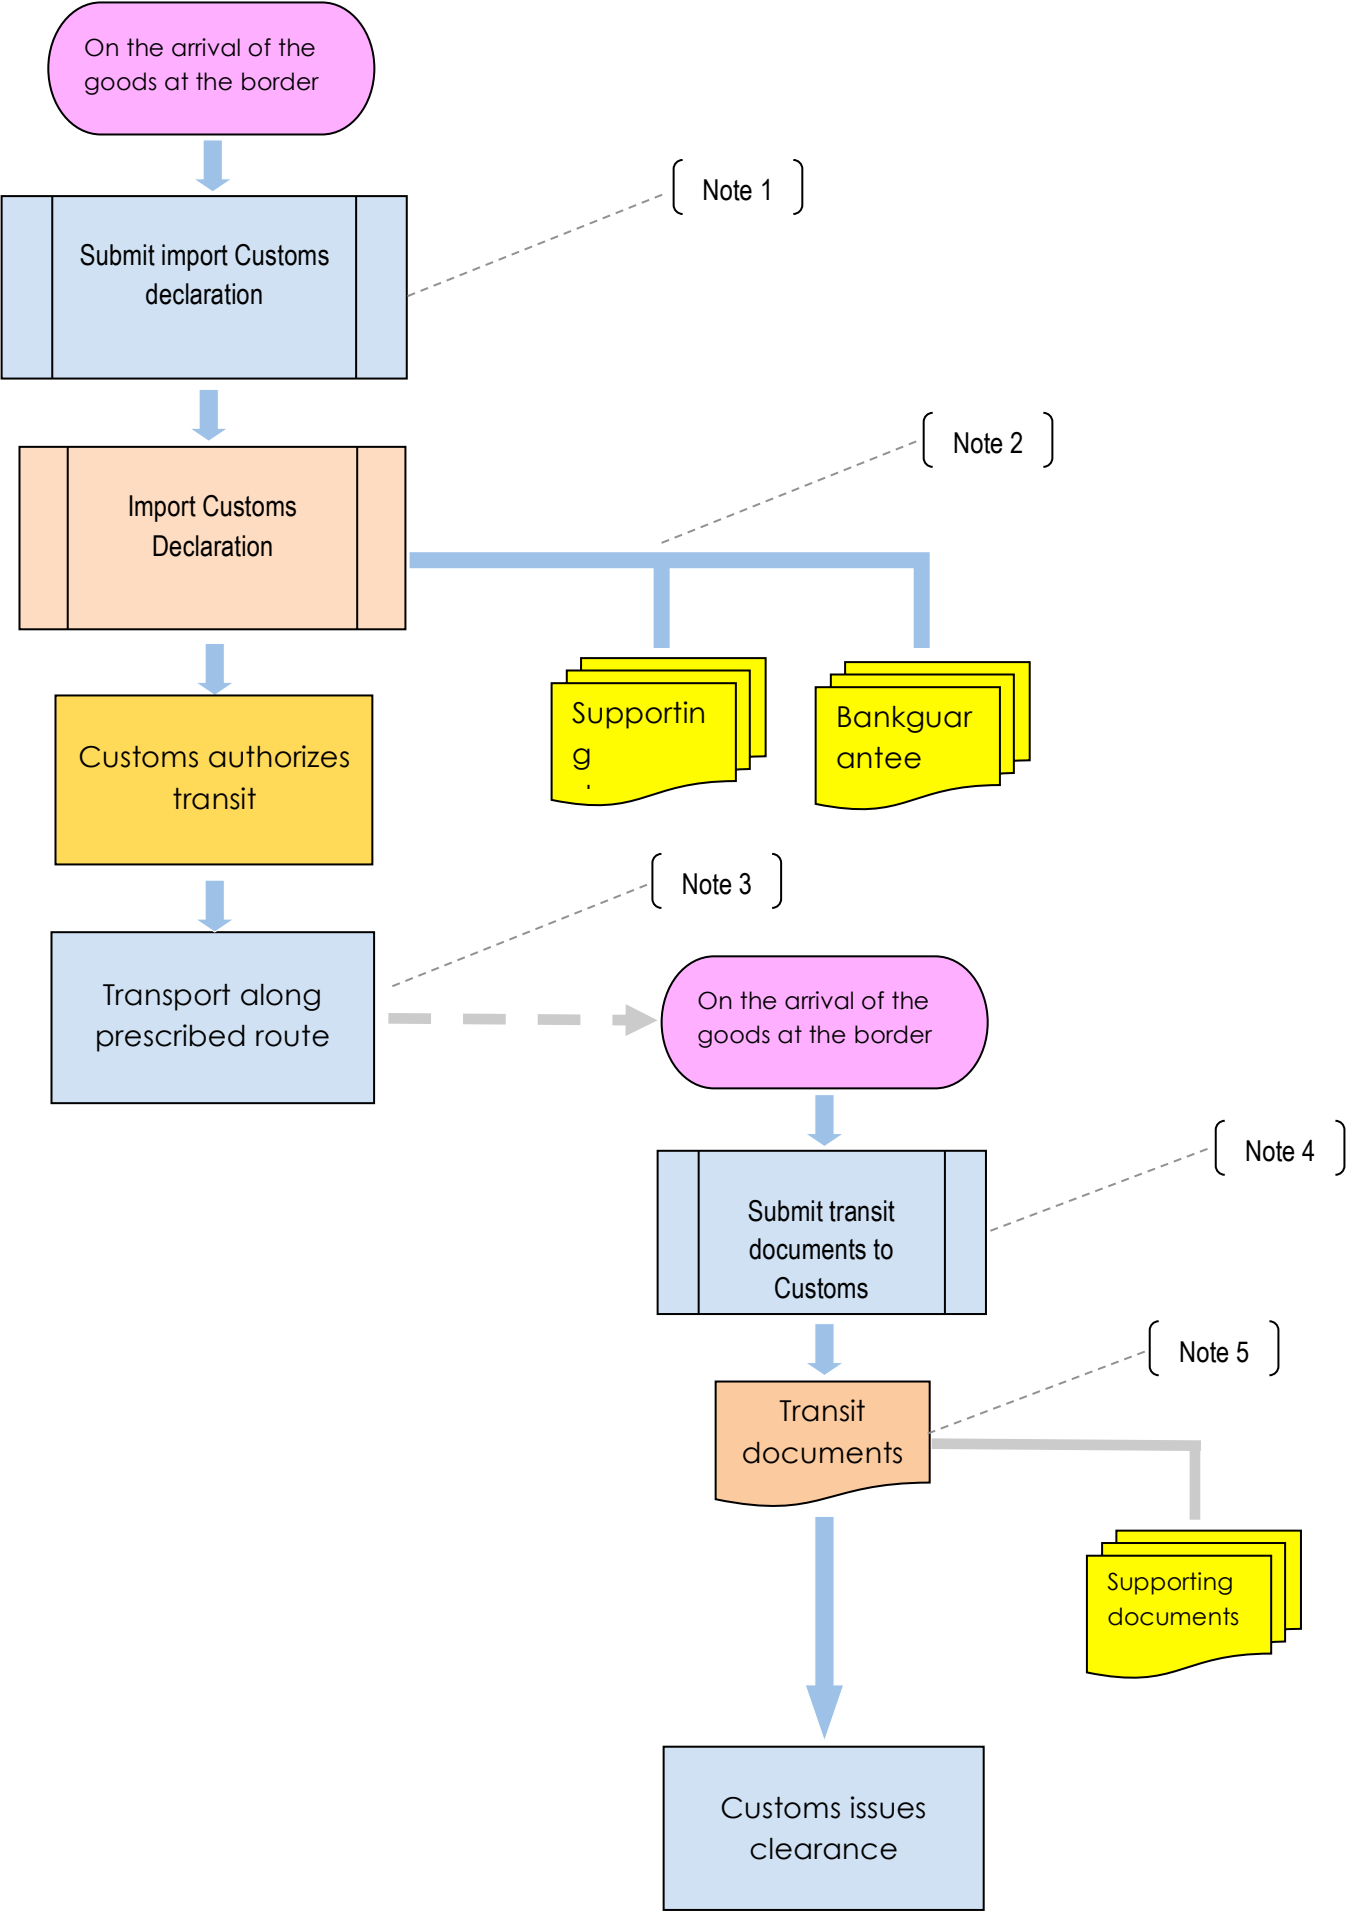 On the arrival of the
goods at the border
Note 1
Submit import Customs
declaration
Note 2
Import Customs
Declaration
Supportin
g
Bankguar
antee
Customs authorizes
transit
Note 3
Transport along
prescribed route
On the arrival of the
goods at the border
Note 4
Submit transit
documents to
Customs
Note 5
Transit
documents
Supporting
documents
Customs issues
clearance